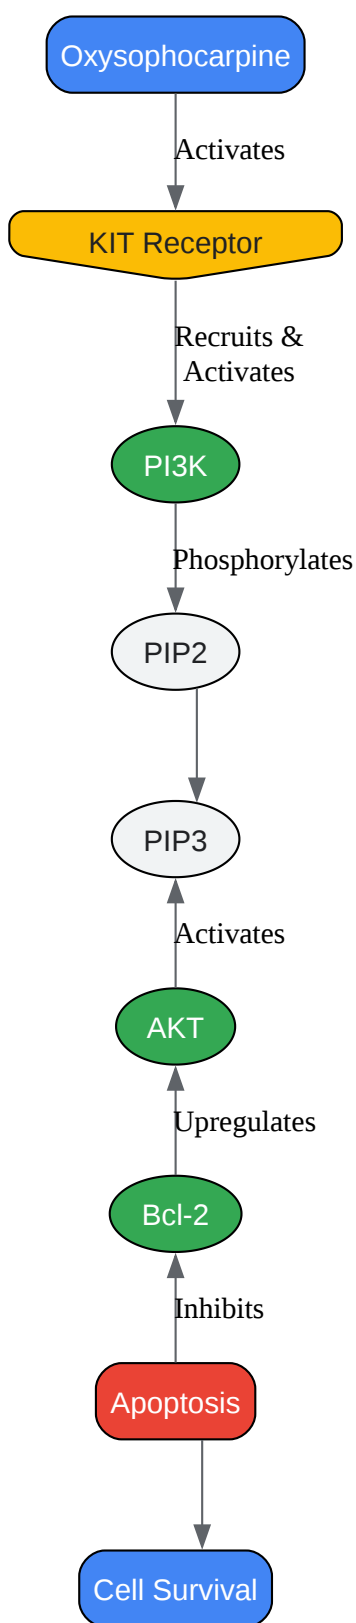 Oxysophocarpine
Activates
KIT Receptor
Recruits &
Activates
PI3K
Phosphorylates
PIP2
PIP3
Activates
AKT
Upregulates
Bcl-2
Inhibits
Apoptosis
Cell Survival